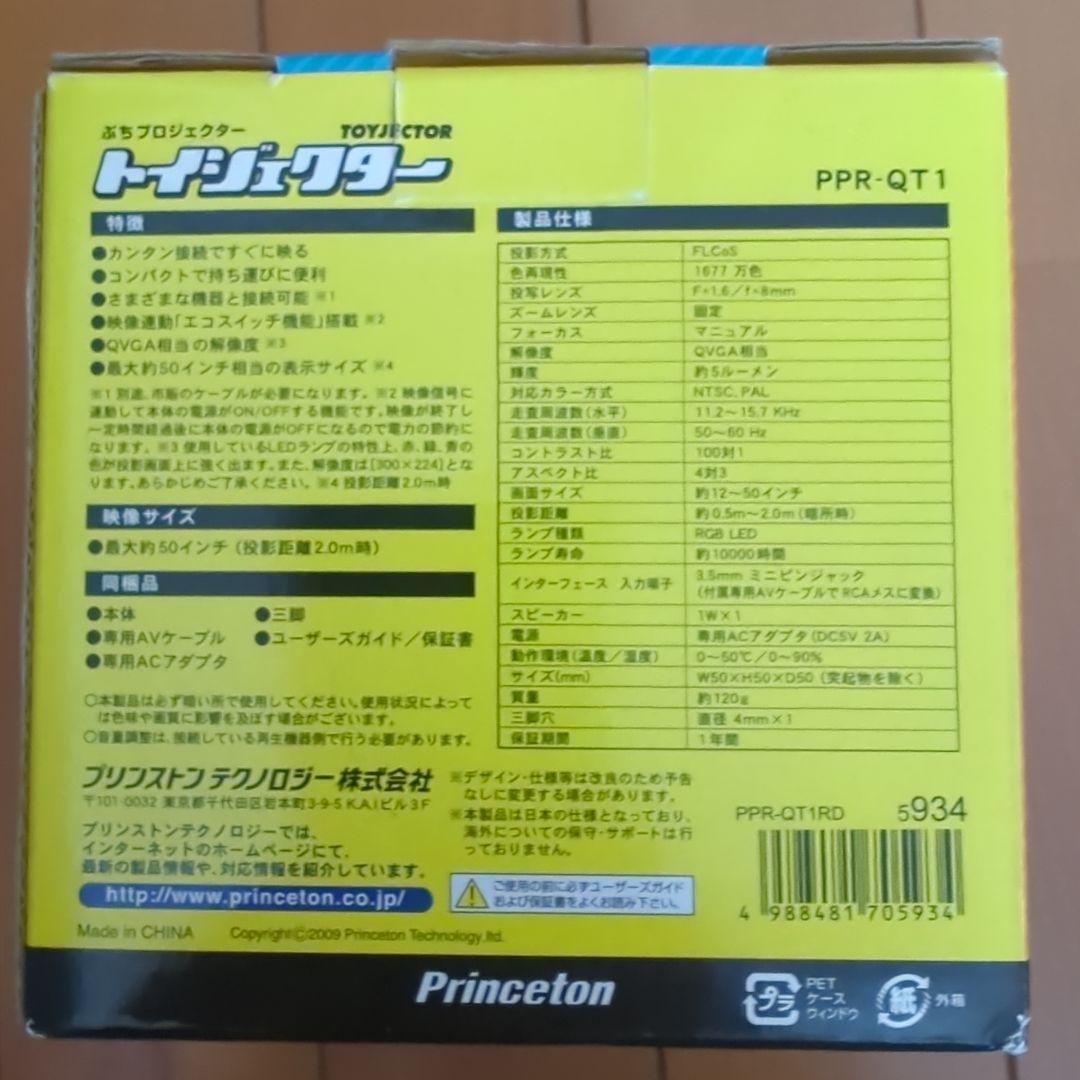 ぷちプロジェクター TOYJECTOR
トイジェクター
PPR-QT1
特徴
●カンタン接続ですぐに映る
●コンパクトで持ち運びに便利
●さまざまな機器と接続可能 ※1
●映像連動「エコスイッチ機能」搭載 ※2
●QVGA相当の解像度 ※3
●最大約50インチ相当の表示サイズ ※4
※1 別途、市販のケーブルが必要になります。※2 映像信号に
連動して本体の電源がON/OFFする機能です。映像が終了し
一定時間経過後に本体の電源がOFFになるので電力の節約に
なります。※3 使用しているLEDランプの特性上、赤、緑、青の
色が投影画面上に強く出ます。また、解像度は[300×224]とな
ります。あらかじめご了承ください。※4 投影距離2.0m時
映像サイズ
●最大約50インチ（投影距離2.0m時）
同梱品
●本体 ●三脚
●専用AVケーブル ●ユーザーズガイド／保証書
●専用ACアダプタ
○本製品は必ず暗い所で使用してください。使用状況によって
は色味や画質に影響を及ぼす場合がございます。
○音量調整は、接続している再生機器側で行う必要があります。
製品仕様
投影方式 FLCoS
色再現性 1677 万色
投写レンズ F=1.6／f=8mm
ズームレンズ 固定
フォーカス マニュアル
解像度 QVGA相当
輝度 約5ルーメン
対応カラー方式 NTSC、PAL
走査周波数（水平） 11.2〜15.7 KHz
走査周波数（垂直） 50〜60 Hz
コントラスト比 100対1
アスペクト比 4対3
画面サイズ 約12〜50インチ
投影距離 約0.5m〜2.0m（暗所時）
ランプ種類 RGB LED
ランプ寿命 約10000時間
インターフェース 入力端子 3.5mm ミニピンジャック
（付属専用AVケーブルでRCAメスに変換）
スピーカー 1W×1
電源 専用ACアダプタ（DC5V 2A）
動作環境（温度／湿度） 0〜50℃／0〜90%
サイズ(mm) W50×H50×D50（突起物を除く）
質量 約120g
三脚穴 直径 4mm×1
保証期間 1年間
プリンストンテクノロジー株式会社
〒101-0032 東京都千代田区岩本町3-9-5 K.A.Iビル3F
プリンストンテクノロジーでは、
インターネットのホームページにて、
最新の製品情報や、対応情報を紹介しています。
http://www.princeton.co.jp/
※デザイン・仕様等は改良のため予告
なしに変更する場合があります。
※本製品は日本の仕様となっており、
海外についての保守・サポートは行
っておりません。
ご使用の前に必ずユーザーズガイド
および保証書をよくお読み下さい。
PPR-QT1RD 5934
4 988481 705934
Made in CHINA Copyright©2009 Princeton Technology,ltd.
Princeton
プラ
PET
ケース
ウィンドウ
紙
外箱